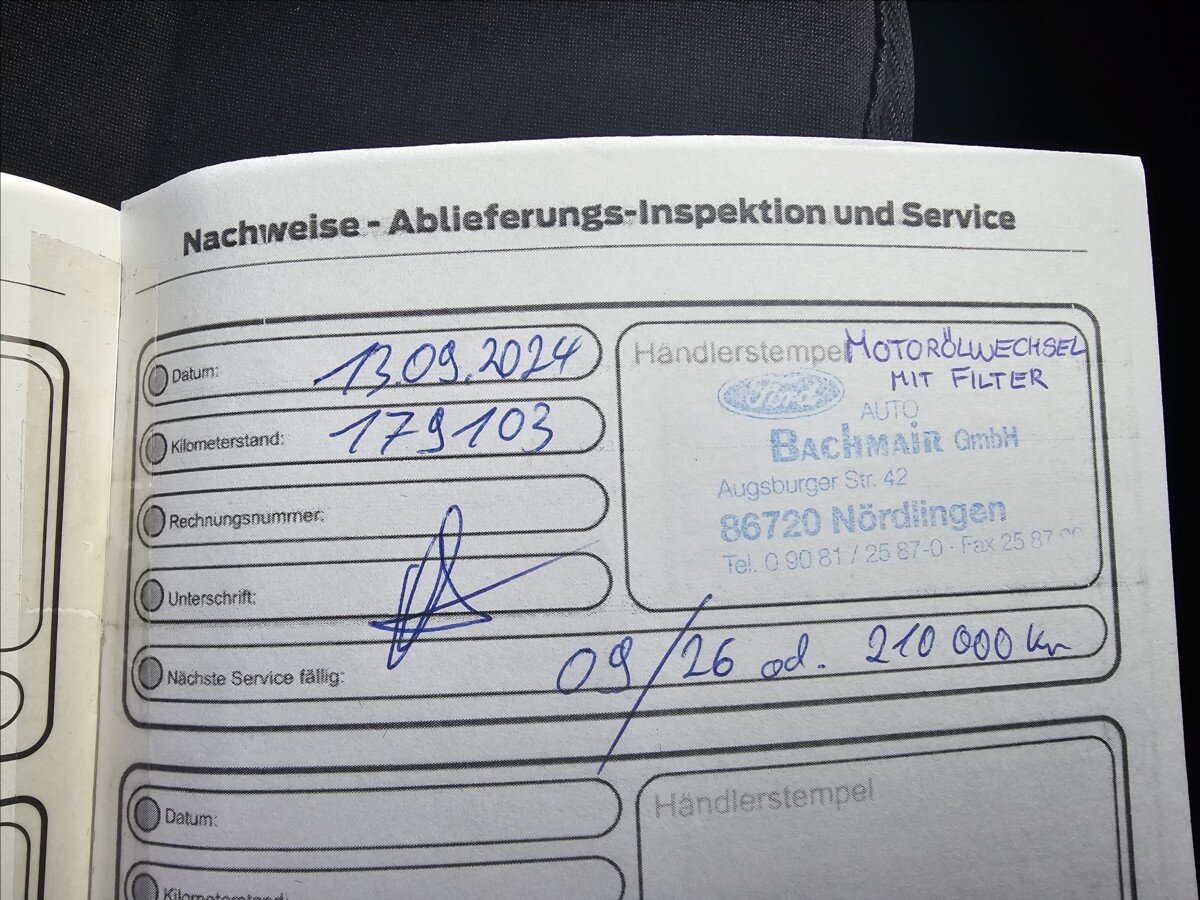 Nachweise - Ablieferungs-Inspektion und Service
Datum: 13.09.2024
Kilometerstand: 179103
Rechnungsnummer:
Unterschrift:
Händlerstempel MOTORÖLWECHSEL
MIT FILTER
Ford
AUTO
BACHMAIR GmbH
Augsburger Str. 42
86720 Nördlingen
Tel. 0 90 81 / 25 87-0 · Fax 25 87
Nächste Service fällig: 09/26 od. 210 000 km
Datum:
Händlerstempel
Kilometerstand: